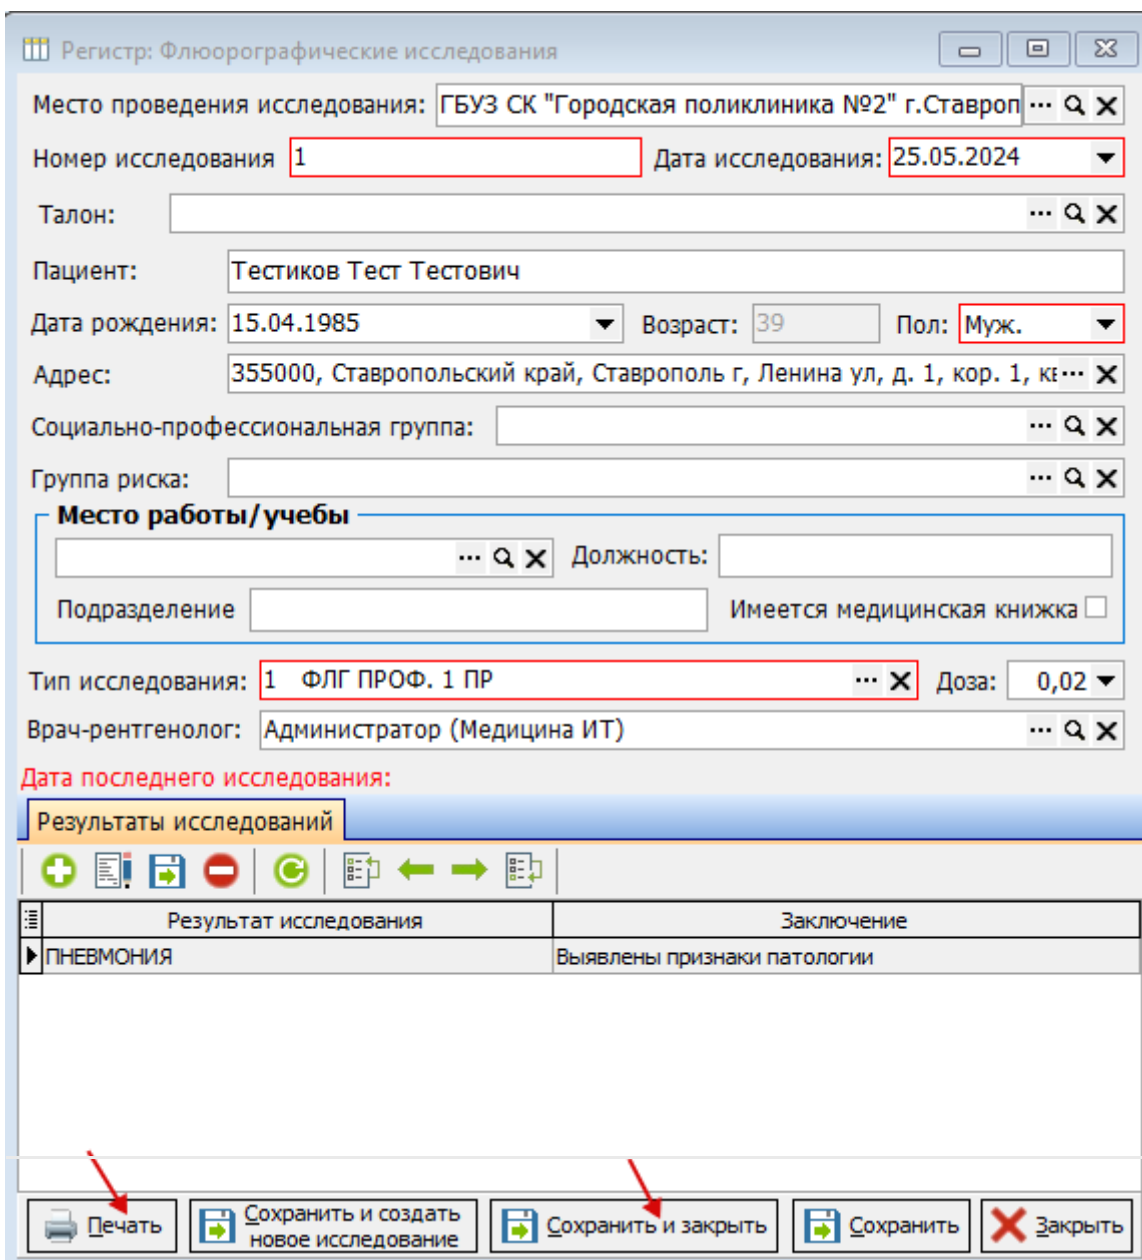 Регистр: Флюорографические исследования
Место проведения исследования: ГБУЗ СК "Городская поликлиника №2" г.Ставроп
Номер исследования 1 Дата исследования: 25.05.2024
Талон:
Пациент: Тестиков Тест Тестович
Дата рождения: 15.04.1985 Возраст: 39 Пол: Муж.
Адрес: 355000, Ставропольский край, Ставрополь г, Ленина ул, д. 1, кор. 1, кв
Социально-профессиональная группа:
Группа риска:
Место работы/учебы
Должность:
Подразделение Имеется медицинская книжка
Тип исследования: 1 ФЛГ ПРОФ. 1 ПР Доза: 0,02
Врач-рентгенолог: Администратор (Медицина ИТ)
Дата последнего исследования:
Результаты исследований
Результат исследования Заключение
ПНЕВМОНИЯ Выявлены признаки патологии
Печать Сохранить и создать новое исследование Сохранить и закрыть Сохранить Закрыть